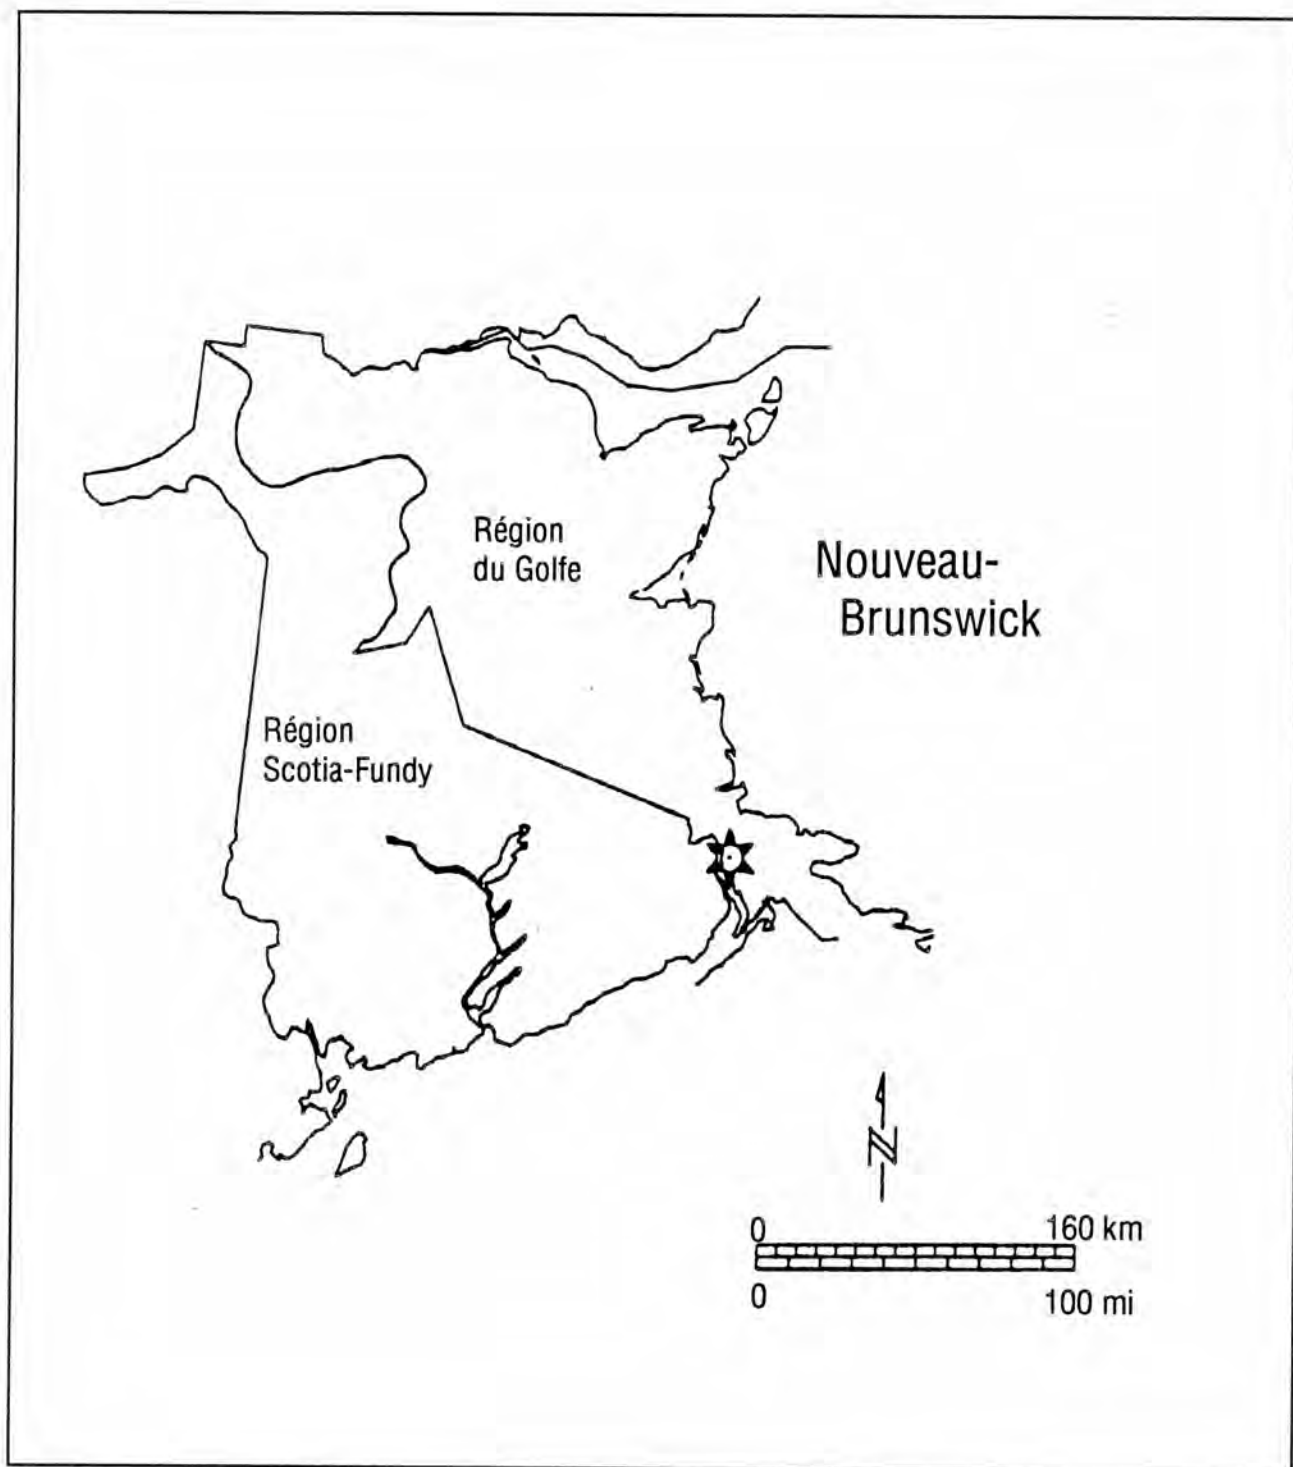 Région
du Golfe
Nouveau-
Brunswick
Région
Scotia-Fundy
N
0 160 km
0 100 mi